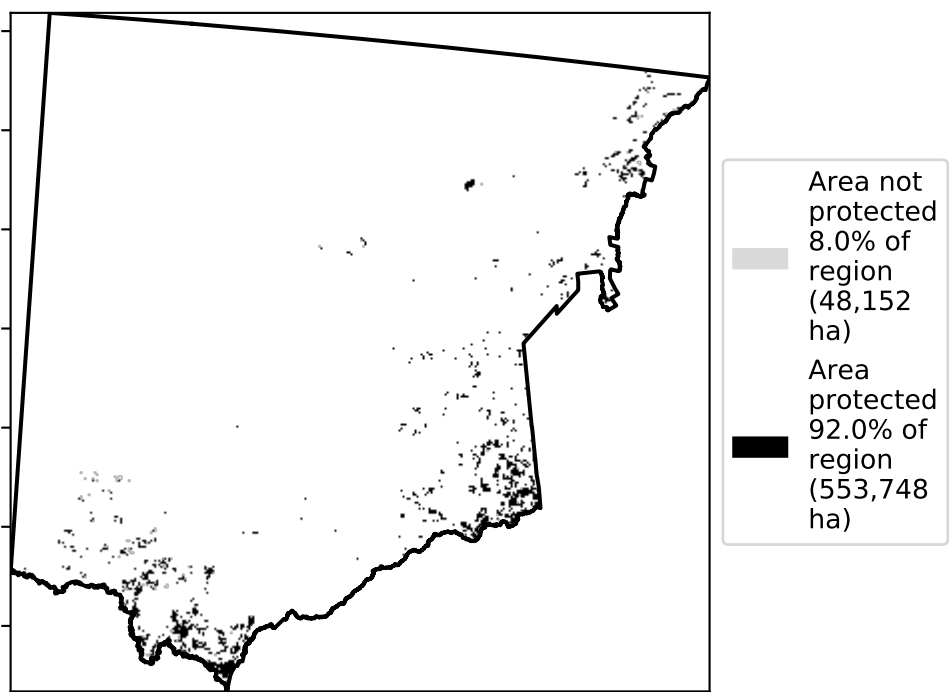 Area not
protected
8.0% of
region
(48,152
ha)
Area
protected
92.0% of
region
(553,748
ha)